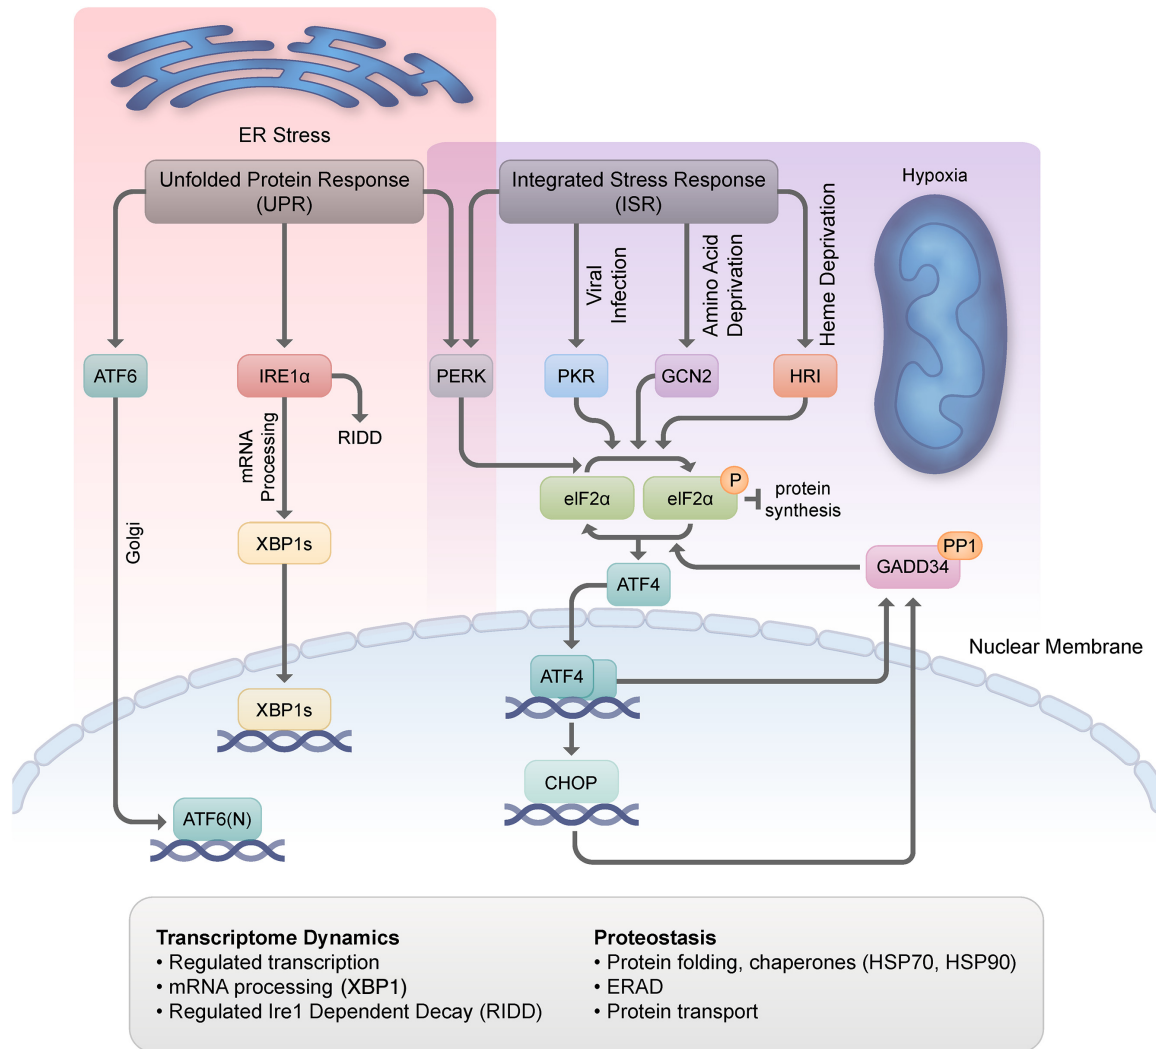 ER Stress
Unfolded Protein Response
(UPR)
Integrated Stress Response
(ISR)
Hypoxia
Viral
Infection
Amino Acid
Deprivation
Heme Deprivation
ATF6
IRE1α
PERK
PKR
GCN2
HRI
RIDD
mRNA
Processing
P
eIF2α
eIF2α
protein
synthesis
Golgi
XBP1s
PP1
GADD34
ATF4
Nuclear Membrane
ATF4
XBP1s
CHOP
ATF6(N)
Transcriptome Dynamics
• Regulated transcription
• mRNA processing (XBP1)
• Regulated Ire1 Dependent Decay (RIDD)
Proteostasis
• Protein folding, chaperones (HSP70, HSP90)
• ERAD
• Protein transport